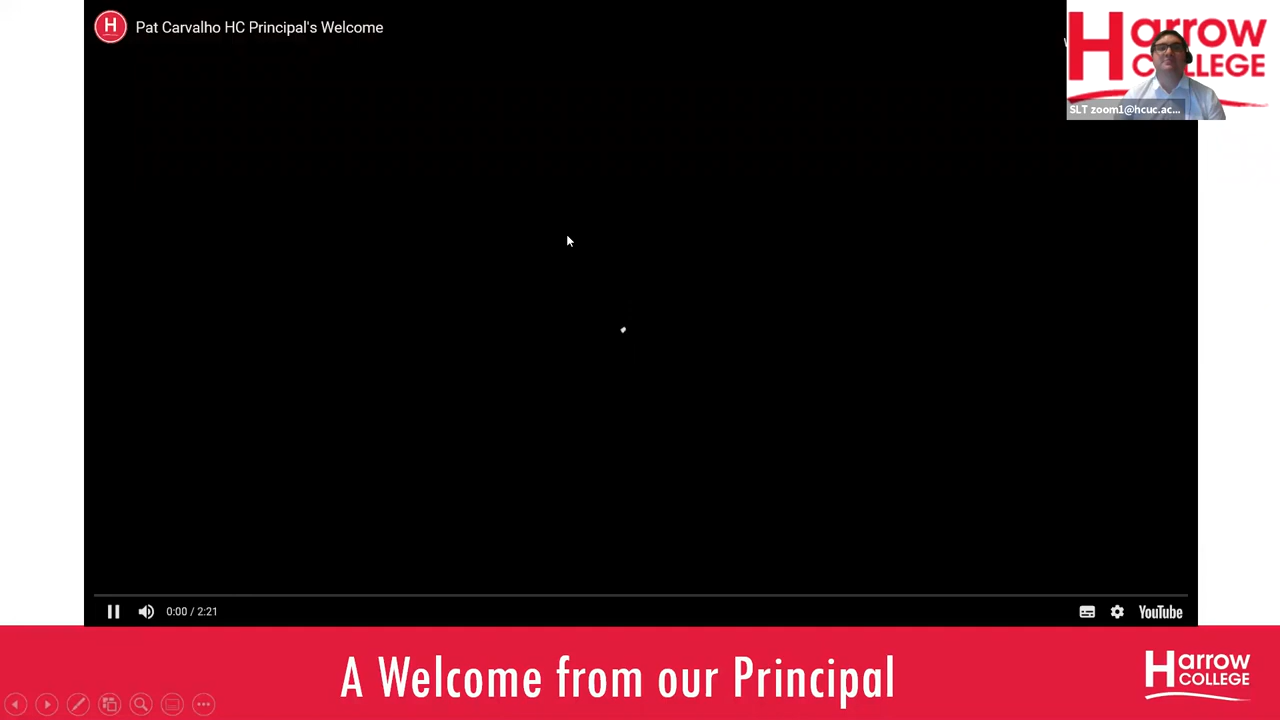 Pat Carvalho HC Principal's Welcome
Harrow
COLLEGE
SLT zoom1@hcuc.ac...
0:00 / 2:21
YouTube
A Welcome from our Principal
Harrow
COLLEGE